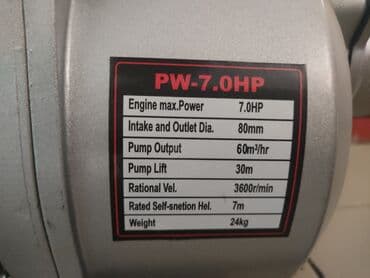 PW-7.0HP
Engine max.Power 7.0HP
Intake and Outlet Dia. 80mm
Pump Output 60m³/hr
Pump Lift 30m
Rational Vel. 3600r/min
Rated Self-snetion Hel. 7m
Weight 24kg